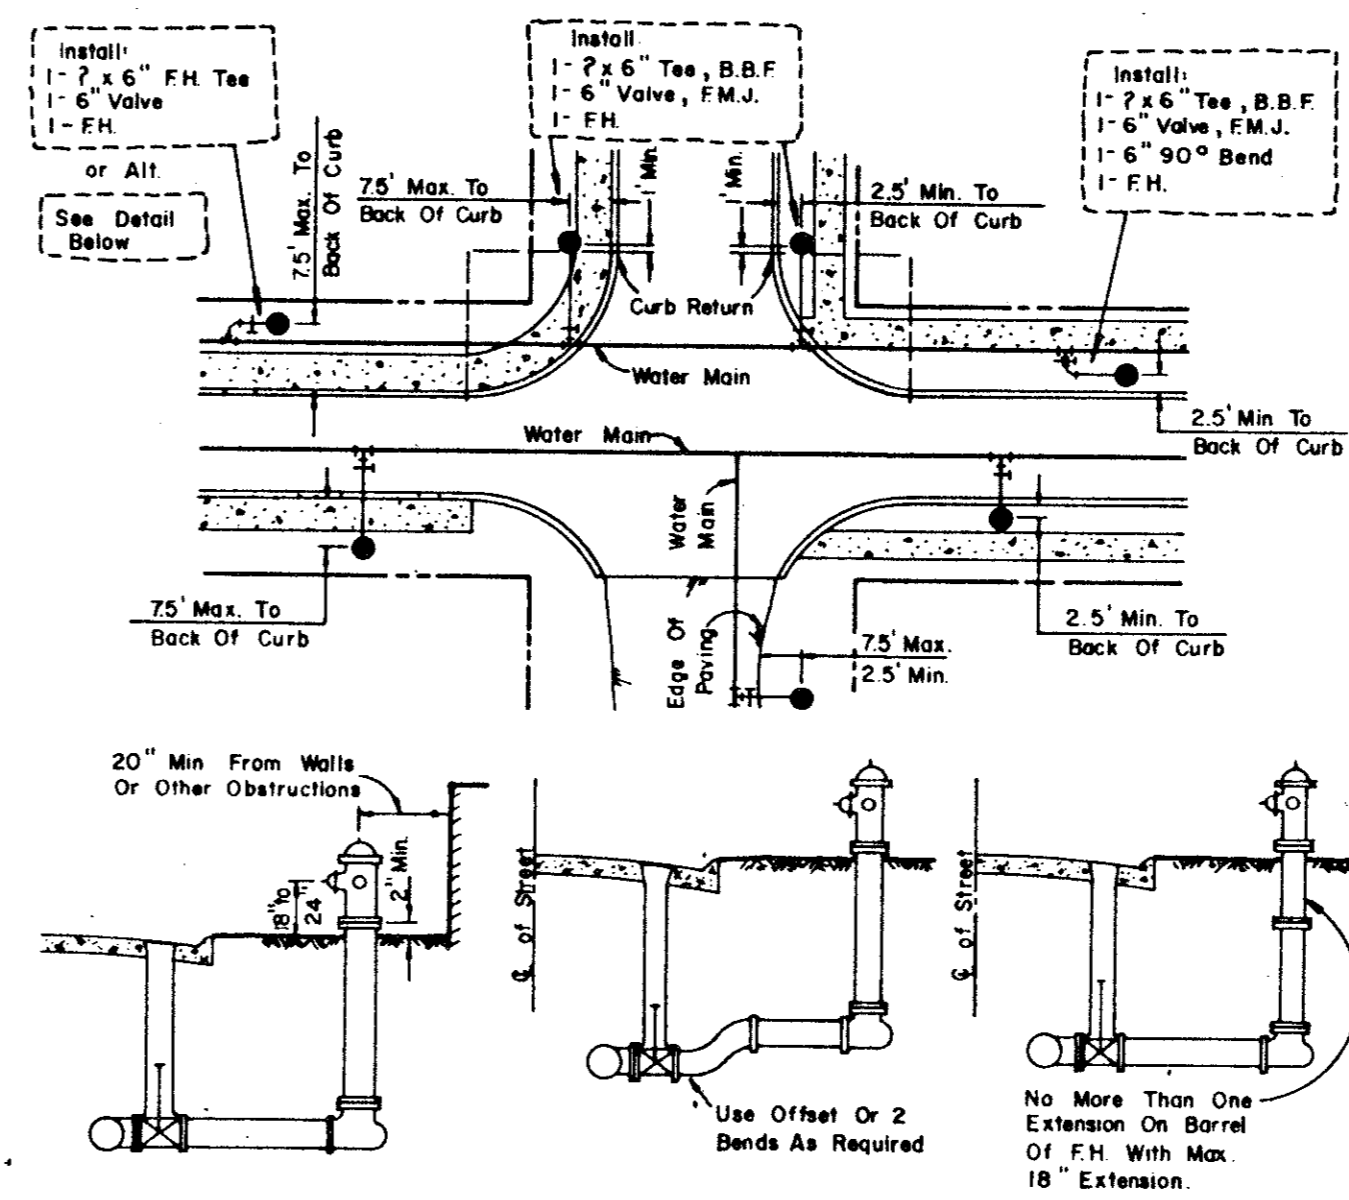 Install:
1- ? x 6" F.H. Tee
1- 6" Valve
1- F.H.
or Alt.
See Detail
Below
7.5' Max. To
Back Of Curb
Install
1- ? x 6" Tee, B.B.F.
1- 6" Valve, F.M.J.
1- F.H.
7.5' Max. To
Back Of Curb
1' Min.
1' Min.
2.5' Min. To
Back Of Curb
Install:
1- ? x 6" Tee, B.B.F.
1- 6" Valve, F.M.J.
1- 6" 90° Bend
1- F.H.
Curb Return
Water Main
2.5' Min To
Back Of Curb
Water Main
Water
Main
7.5' Max. To
Back Of Curb
Edge Of
Paving
7.5' Max.
2.5' Min.
2.5' Min. To
Back Of Curb
20" Min From Walls
Or Other Obstructions
18" to
24"
2" Min.
℄ of Street
Use Offset Or 2
Bends As Required
℄ of Street
No More Than One
Extension On Barrel
Of F.H. With Max.
18" Extension.